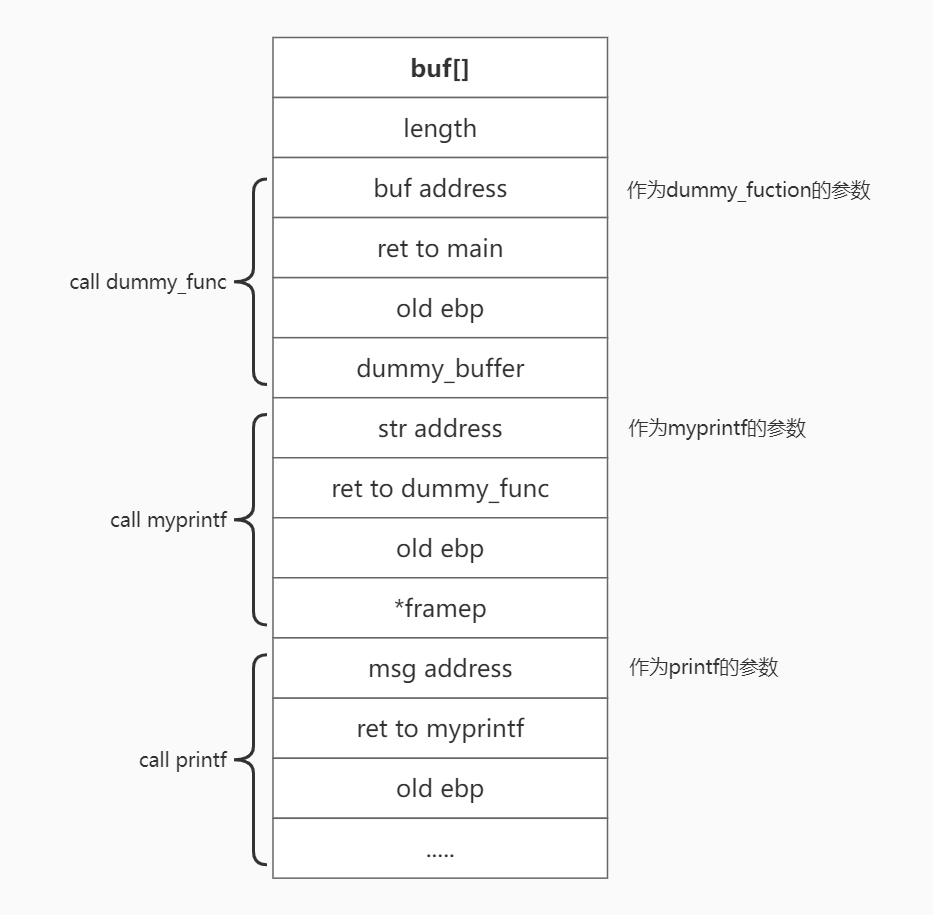 buf[]
length
buf address
作为dummy_fuction的参数
ret to main
call dummy_func
old ebp
dummy_buffer
str address
作为myprintf的参数
ret to dummy_func
call myprintf
old ebp
*framep
msg address
作为printf的参数
ret to myprintf
call printf
old ebp
.....